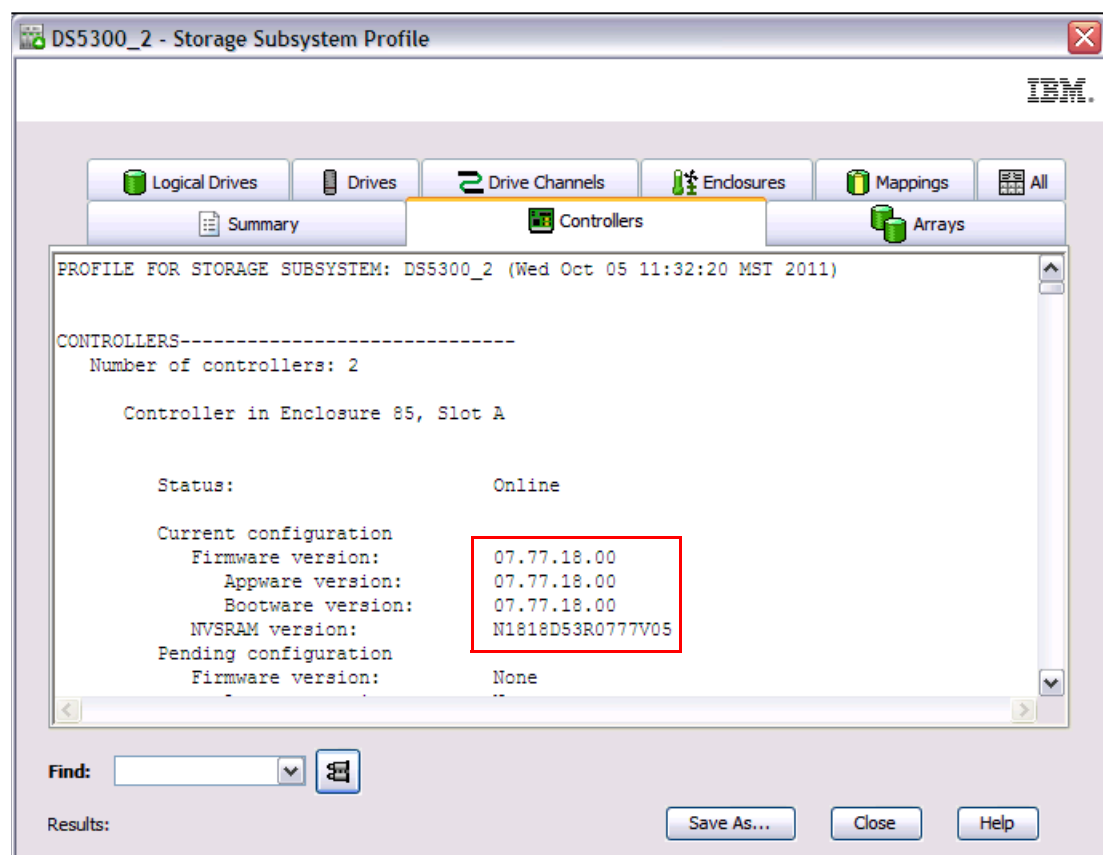 DS5300_2 - Storage Subsystem Profile
IBM.
Logical Drives
Drives
Drive Channels
Enclosures
Mappings
All
Summary
Controllers
Arrays
PROFILE FOR STORAGE SUBSYSTEM: DS5300_2 (Wed Oct 05 11:32:20 MST 2011)
CONTROLLERS------------------------------
Number of controllers: 2
Controller in Enclosure 85, Slot A
Status: Online
Current configuration
Firmware version: 07.77.18.00
Appware version: 07.77.18.00
Bootware version: 07.77.18.00
NVSRAM version: N1818D53R0777V05
Pending configuration
Firmware version: None
Find:
Results:
Save As...
Close
Help